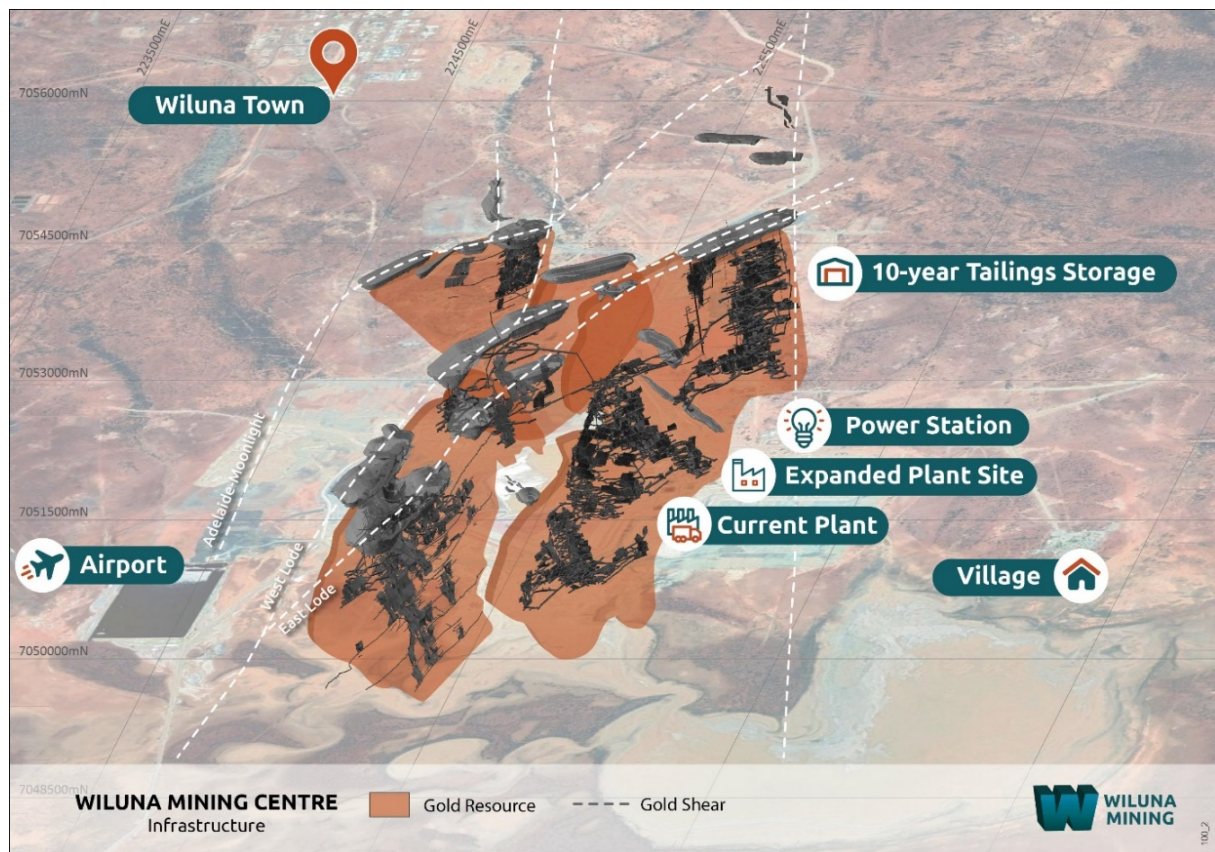 223500mE
224500mE
225500mE
7056000mN
Wiluna Town
7054500mN
10-year Tailings Storage
7053000mN
Adelaide-Moonlight
Power Station
Expanded Plant Site
7051500mN
Current Plant
Airport
West Lode
East Lode
Village
7050000mN
7048500mN
WILUNA MINING CENTRE
Infrastructure
Gold Resource
Gold Shear
WILUNA
MINING
100_2